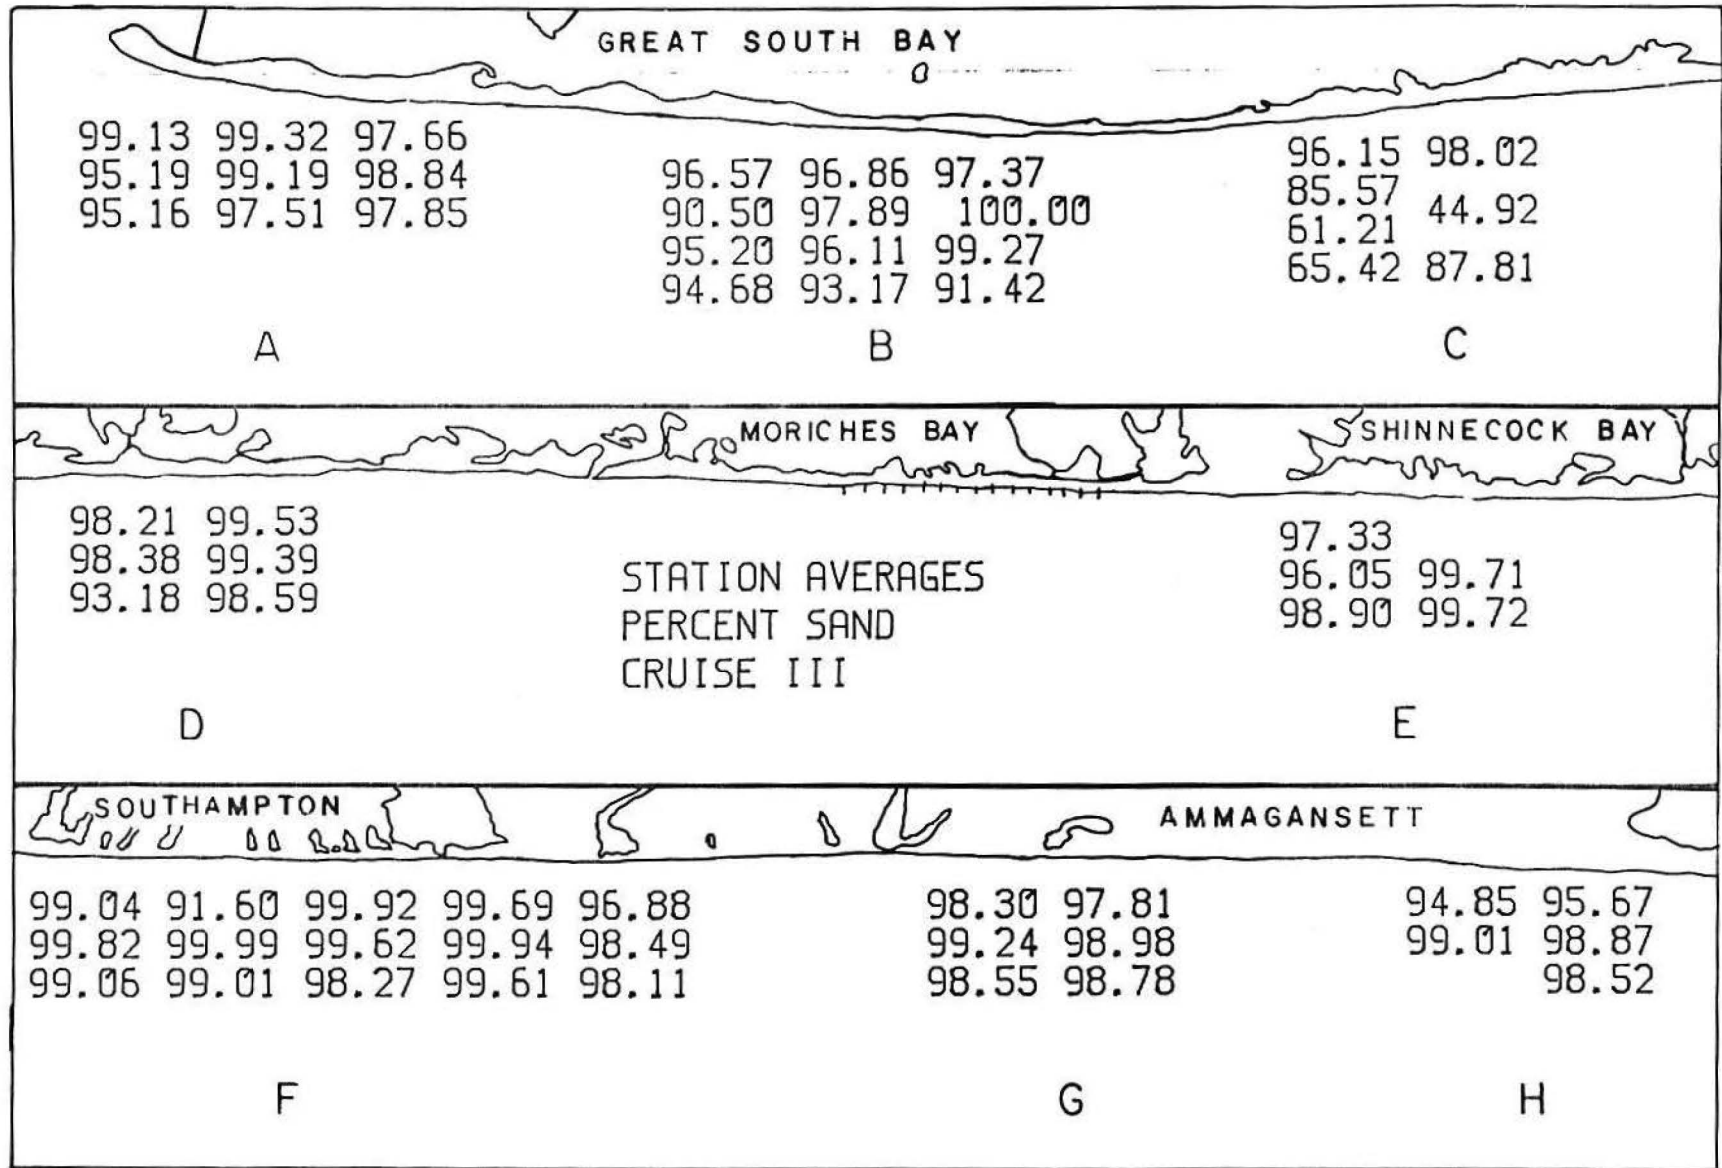 GREAT SOUTH BAY
99.13 99.32 97.66
95.19 99.19 98.84
95.16 97.51 97.85
A
96.57 96.86 97.37
90.50 97.89 100.00
95.20 96.11 99.27
94.68 93.17 91.42
B
96.15 98.02
85.57
44.92
61.21
65.42 87.81
C
MORICHES BAY
SHINNECOCK BAY
98.21 99.53
98.38 99.39
93.18 98.59
D
STATION AVERAGES
PERCENT SAND
CRUISE III
97.33
96.05 99.71
98.90 99.72
E
SOUTHAMPTON
AMMAGANSETT
99.04 91.60 99.92 99.69 96.88
99.82 99.99 99.62 99.94 98.49
99.06 99.01 98.27 99.61 98.11
F
98.30 97.81
99.24 98.98
98.55 98.78
G
94.85 95.67
99.01 98.87
98.52
H